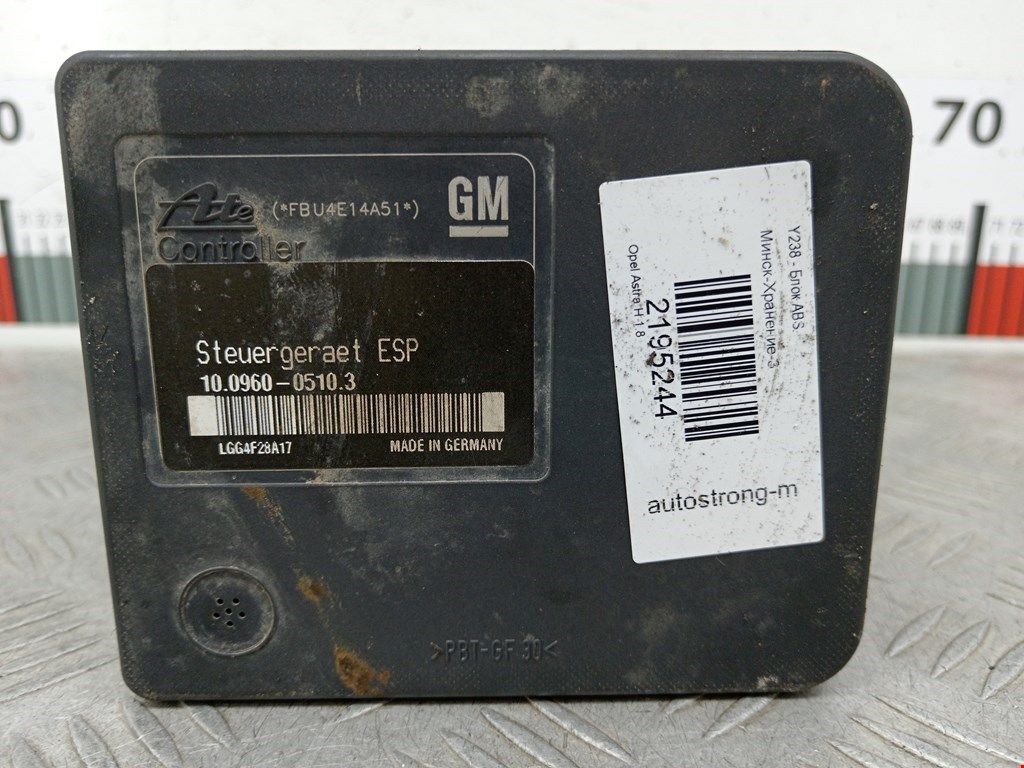 0
70
Ate (*FBU4E14A51*)
GM
Controller
Steuergeraet ESP
10.0960-0510.3
LGG4F28A17 MADE IN GERMANY
Y238 - Блок ABS.
Минск-Хранение-3
2195244
Opel Astra H 1.8
autostrong-m
>PBT-GF 30<